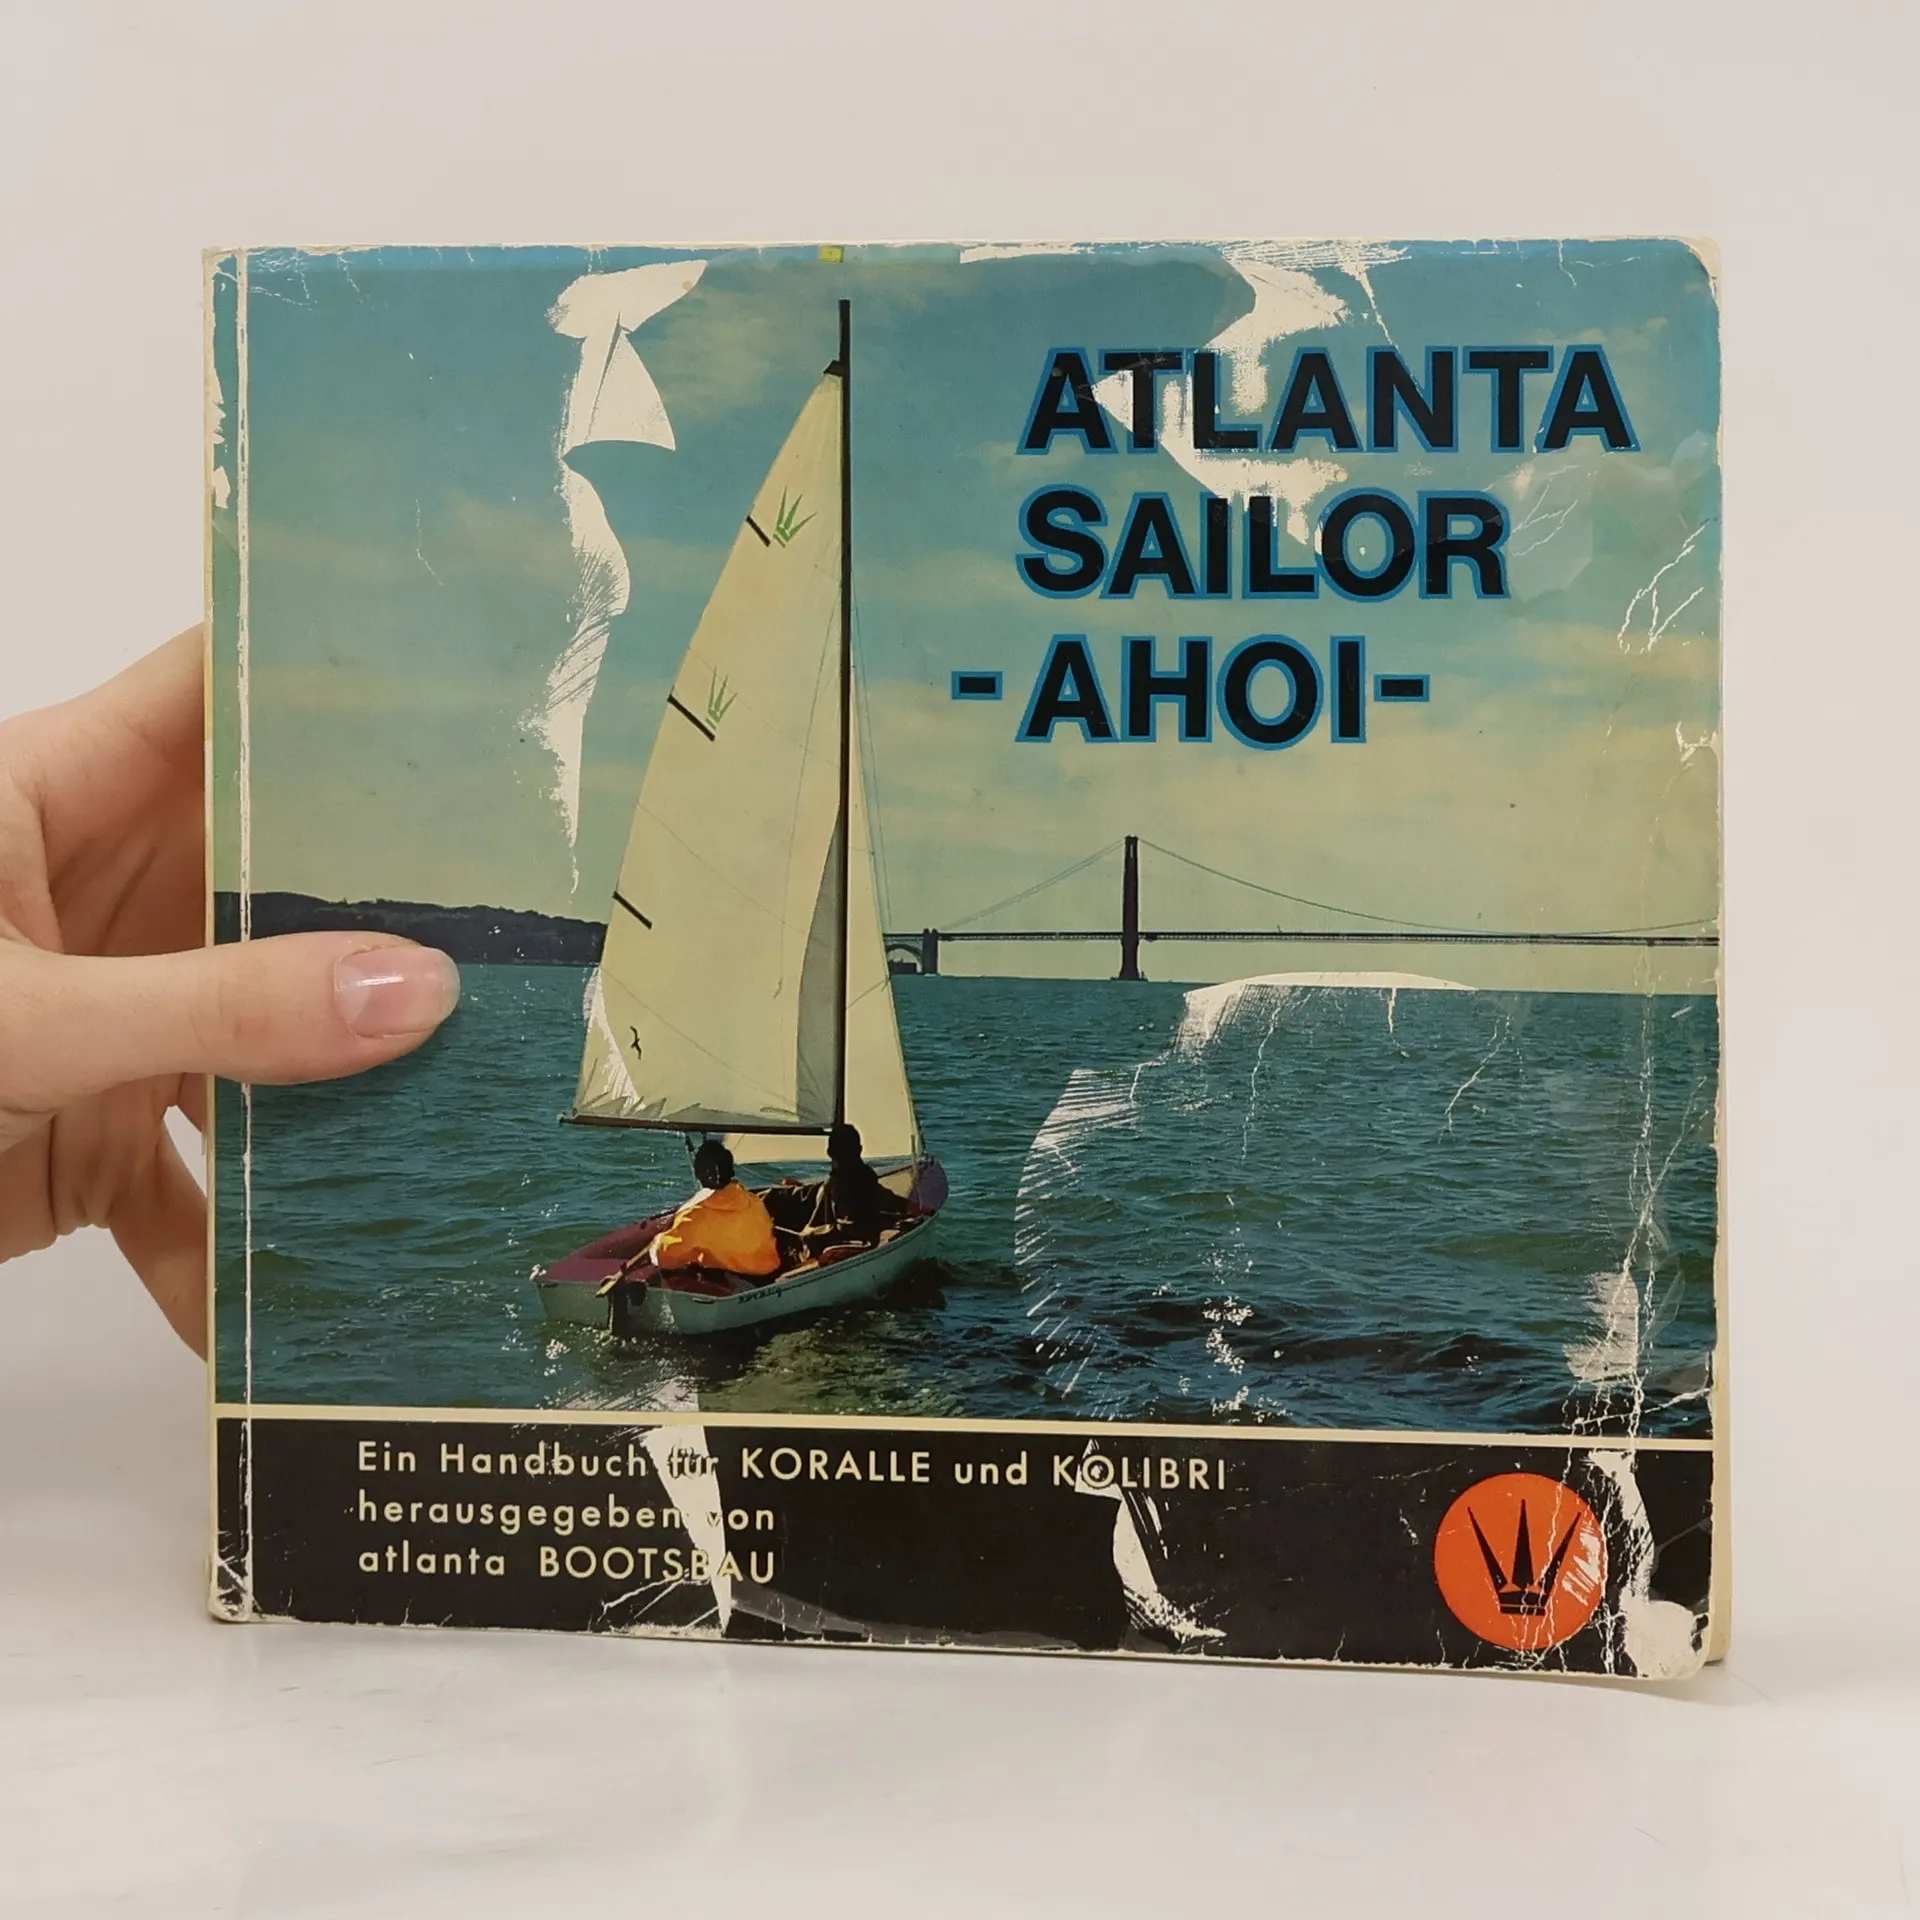 ATLANTA
SAILOR
-AHOI-
Ein Handbuch für KORALLE und KOLIBRI
herausgegeben von
atlanta BOOTSBAU